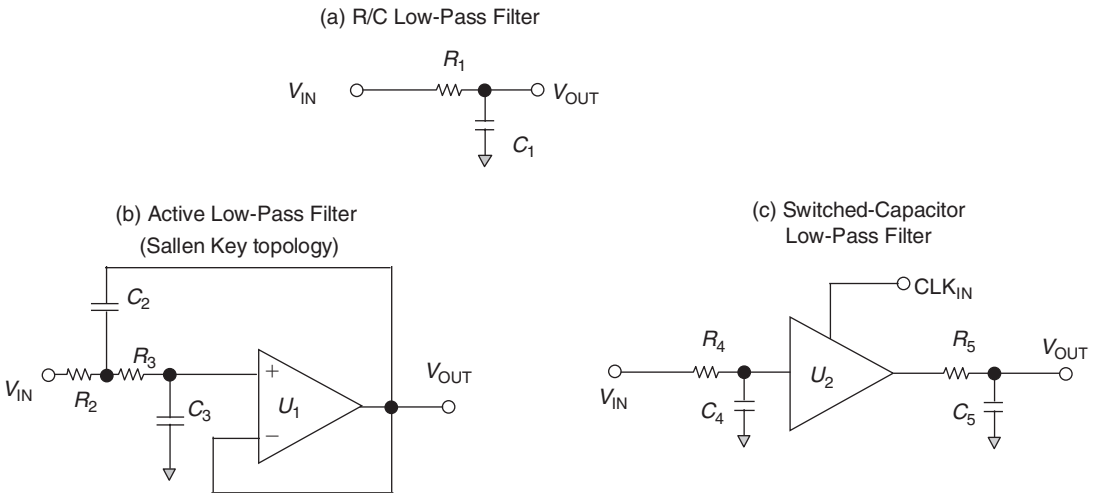 (a) R/C Low-Pass Filter
R1
VIN
VOUT
C1
(b) Active Low-Pass Filter
(Sallen Key topology)
C2
R3
VIN
R2
C3
+
−
U1
VOUT
(c) Switched-Capacitor
Low-Pass Filter
CLKIN
R4
VIN
C4
U2
R5
VOUT
C5